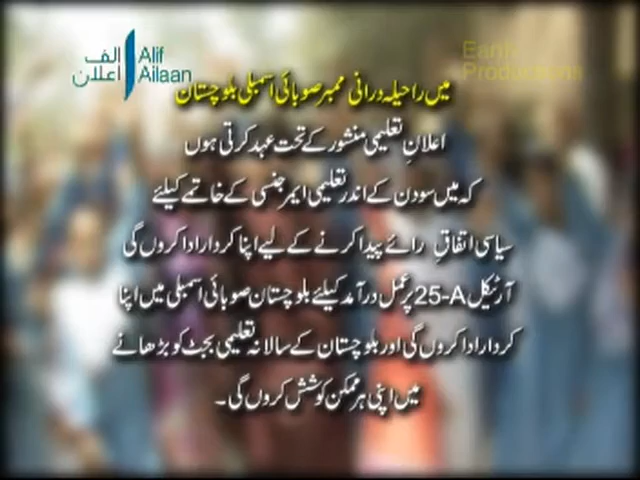 الف اعلان
Alif Ailaan
Earth Productions
میں راحیلہ درانی ممبر صوبائی اسمبلی بلوچستان
اعلانِ تعلیمی منشور کے تحت عہد کرتی ہوں
کہ میں سو دن کے اندر تعلیمی ایمرجنسی کے خاتمے کیلئے
سیاسی اتفاقِ رائے پیدا کرنے کے لیے اپنا کردار ادا کروں گی
آرٹیکل 25-A پر عمل درآمد کیلئے بلوچستان صوبائی اسمبلی میں اپنا
کردار ادا کروں گی اور بلوچستان کے سالانہ تعلیمی بجٹ کو بڑھانے
میں اپنی ہر ممکن کوشش کروں گی۔